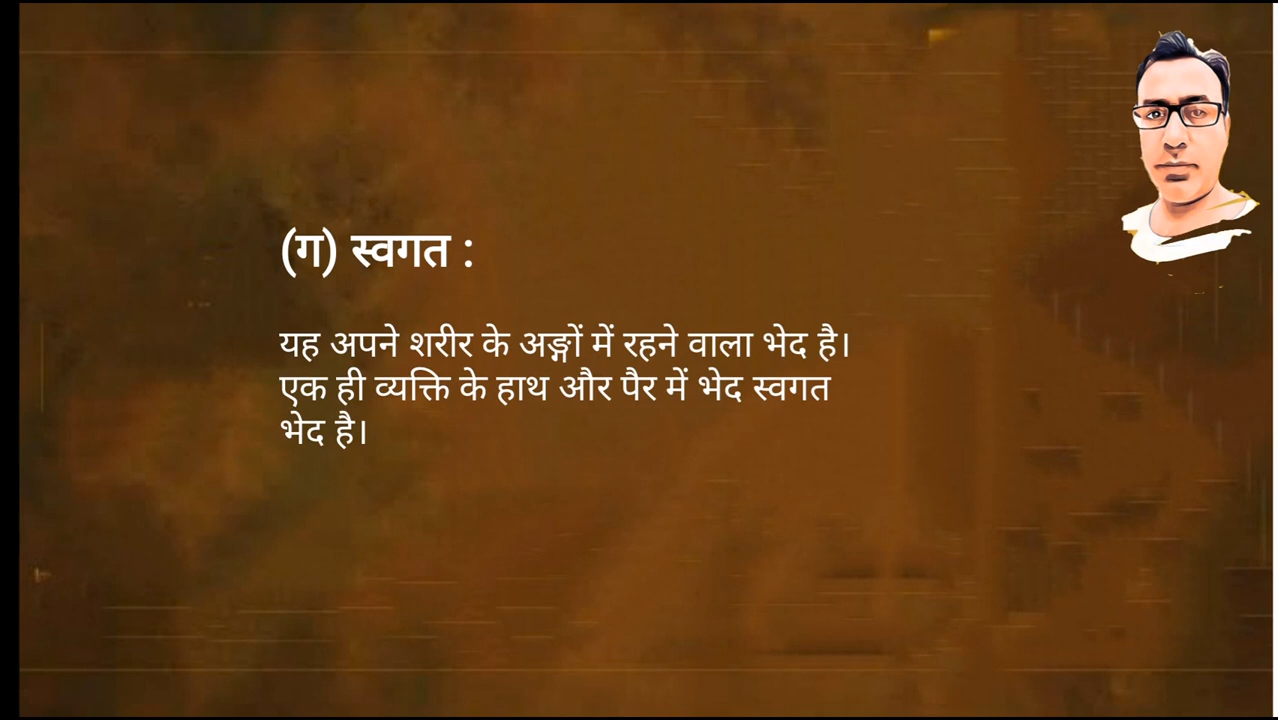 (ग) स्वगत :
यह अपने शरीर के अङ्गों में रहने वाला भेद है।
एक ही व्यक्ति के हाथ और पैर में भेद स्वगत
भेद है।